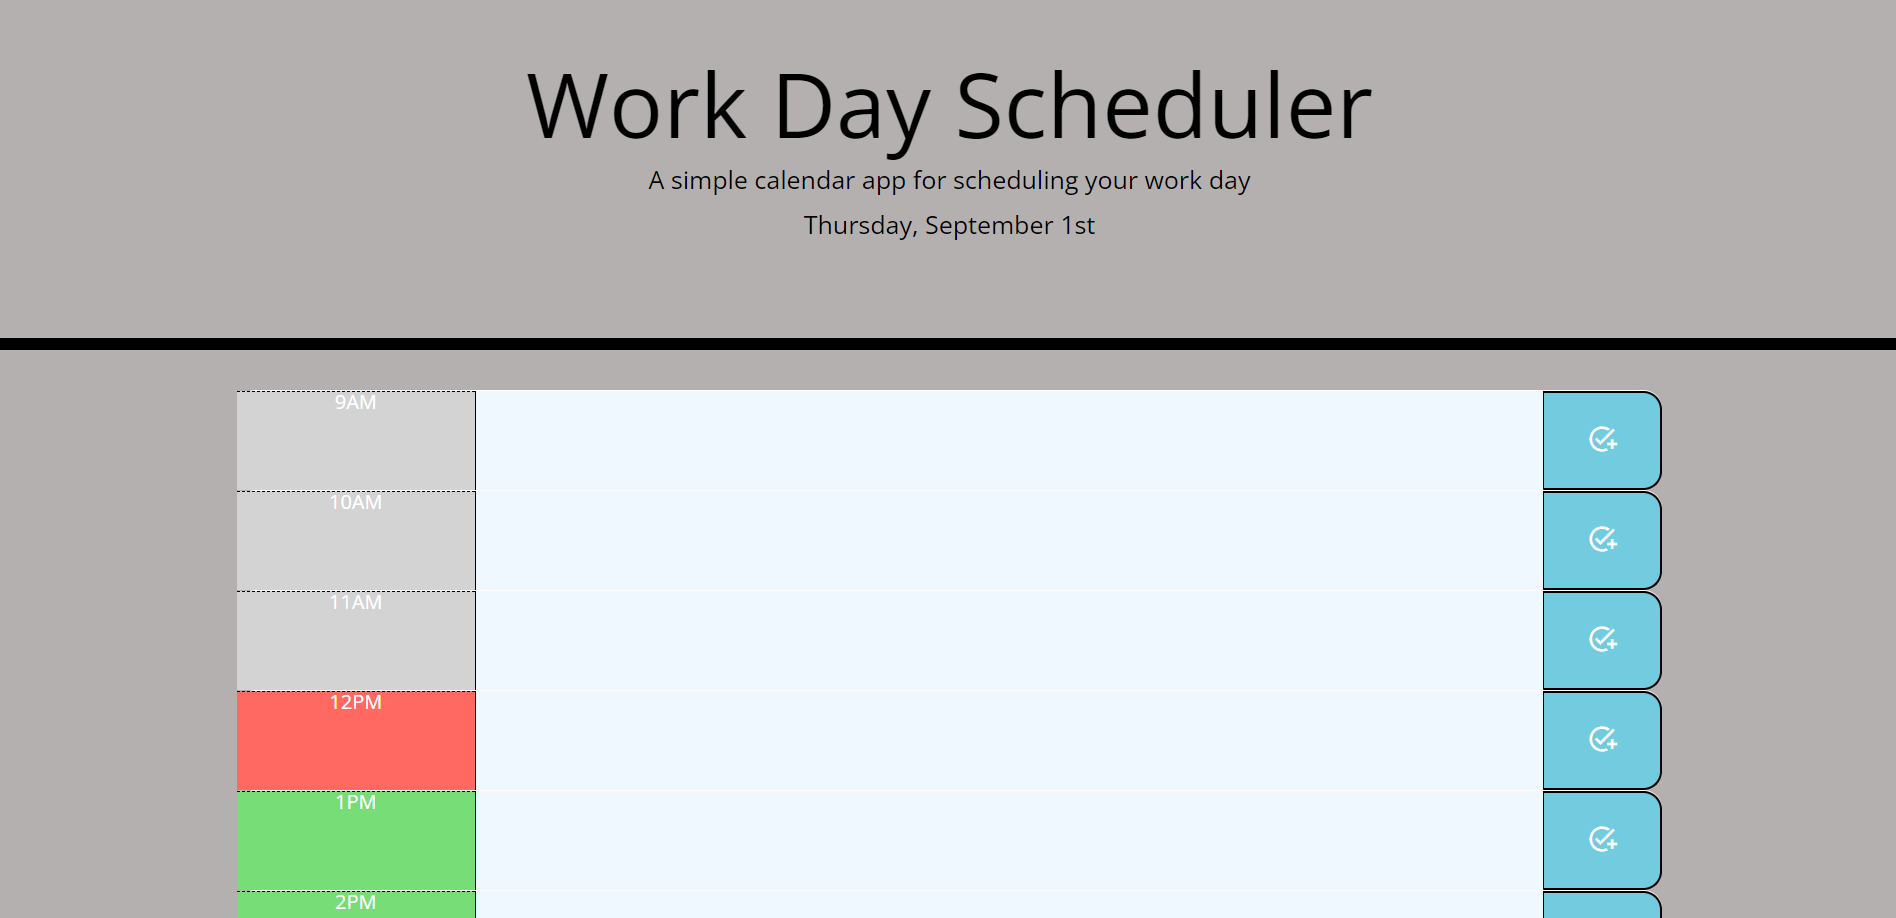 Work Day Scheduler
A simple calendar app for scheduling your work day
Thursday, September 1st
9AM
10AM
11AM
12PM
1PM
2PM